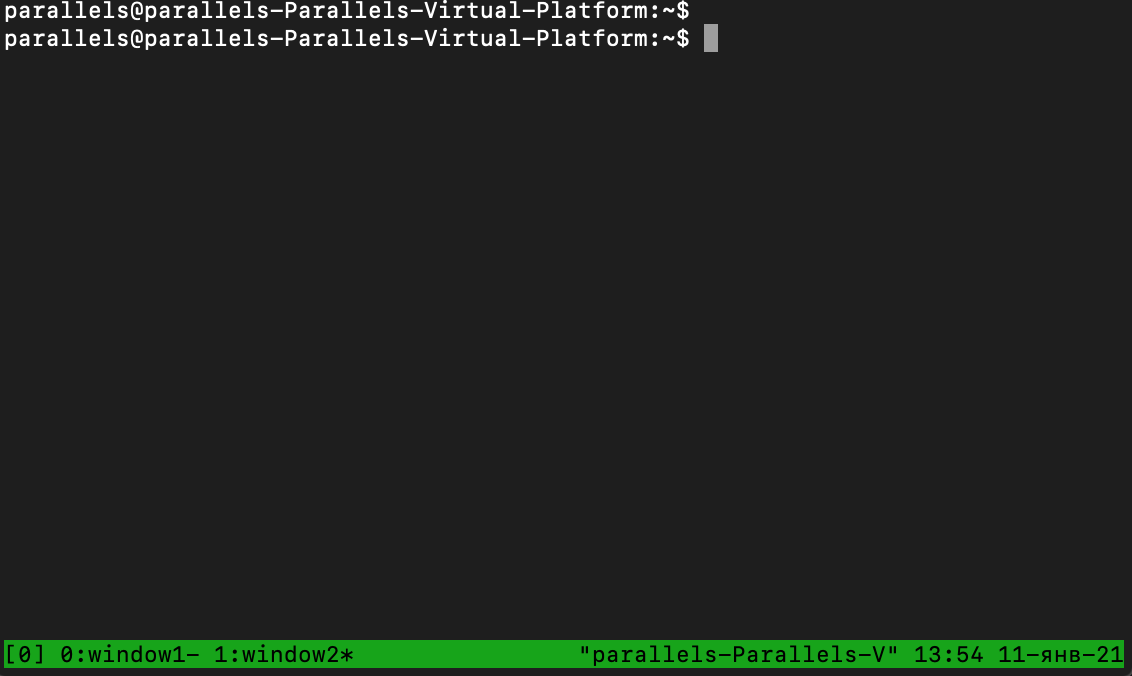 parallels@parallels-Parallels-Virtual-Platform:~$
parallels@parallels-Parallels-Virtual-Platform:~$
[0] 0:window1- 1:window2* "parallels-Parallels-V" 13:54 11-янв-21